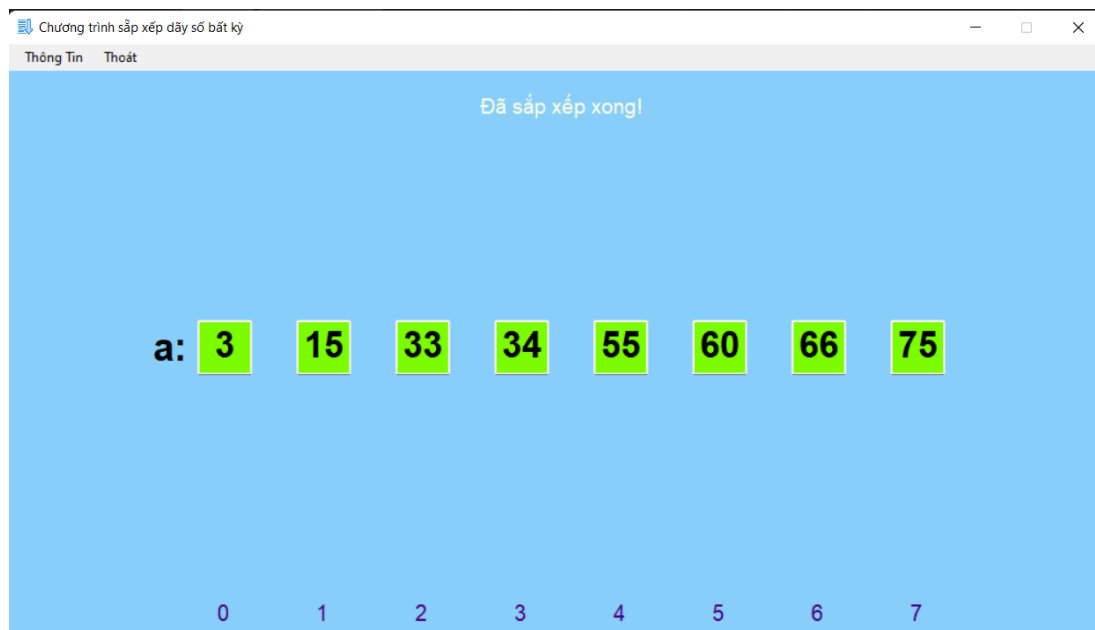 Chương trình sắp xếp dãy số bất kỳ
Thông Tin Thoát
Đã sắp xếp xong!
a: 3 15 33 34 55 60 66 75
0 1 2 3 4 5 6 7